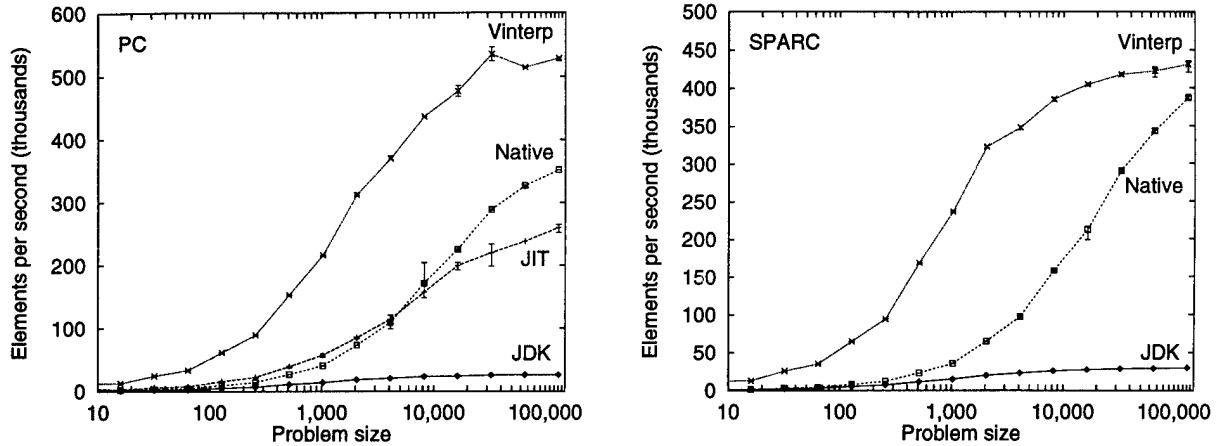 PC
Elements per second (thousands)
600
500
400
300
200
100
0
Vinterp
Native
JIT
JDK
10
100
1,000
10,000
100,000
Problem size
SPARC
Elements per second (thousands)
500
450
400
350
300
250
200
150
100
50
0
Vinterp
Native
JDK
10
100
1,000
10,000
100,000
Problem size